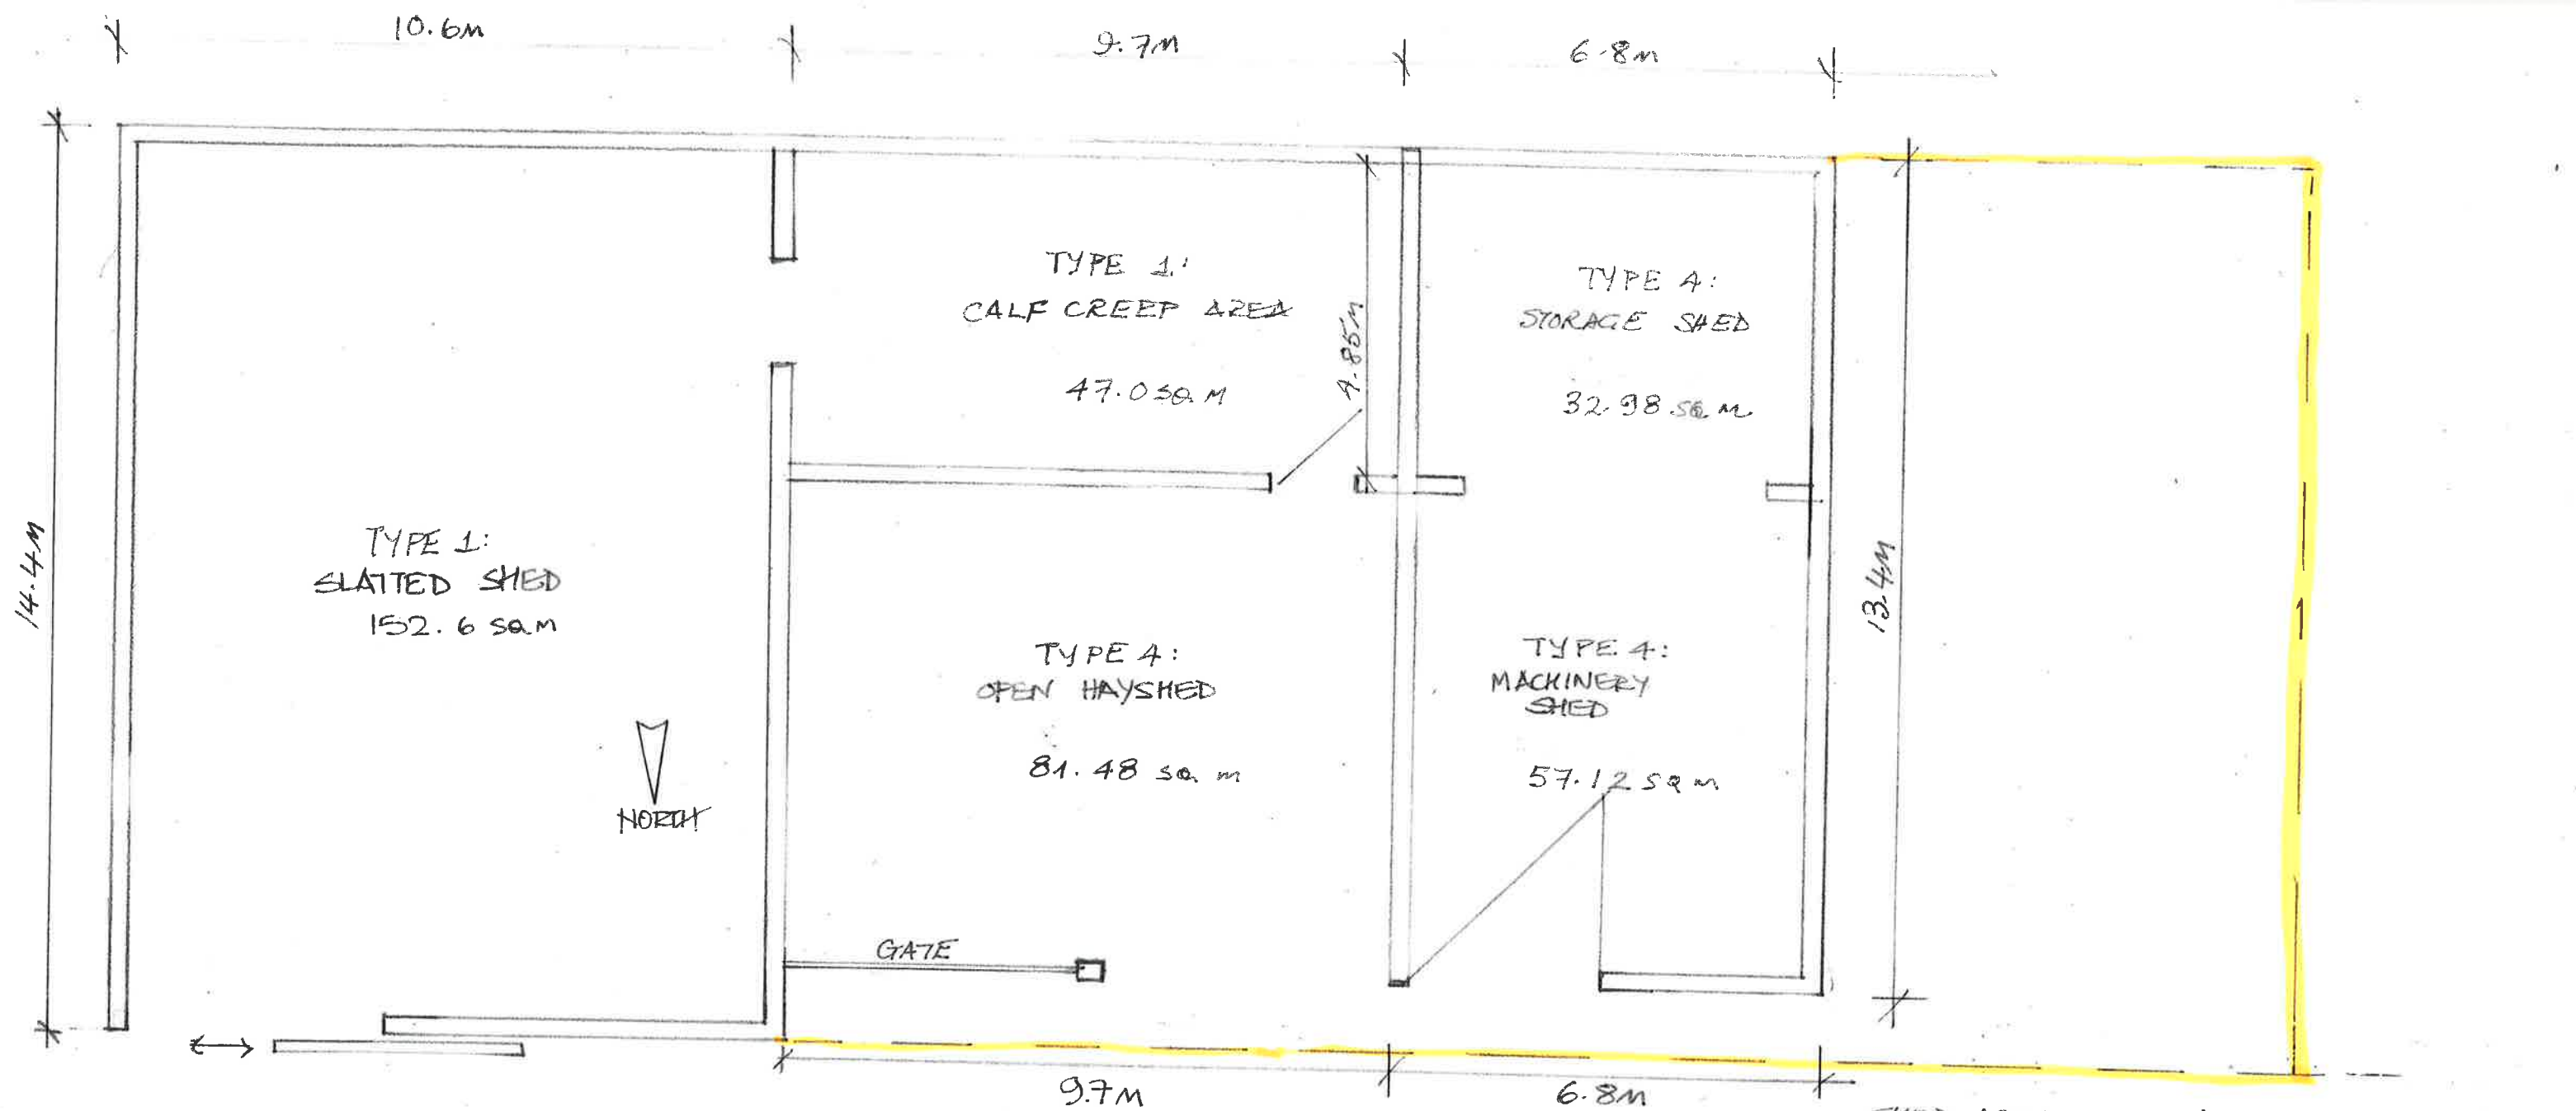 10.6M
9.7M
6.8M
TYPE 1:
CALF CREEP AREA
47.0 SQ.M
4.85M
TYPE 4:
STORAGE SHED
32.98 SQ M
14.4M
TYPE 1:
SLATTED SHED
152.6 SQ M
13.4M
TYPE 4:
OPEN HAYSHED
81.48 SQ M
TYPE 4:
MACHINERY
SHED
57.12 SQ M
NORTH
GATE
9.7M
6.8M